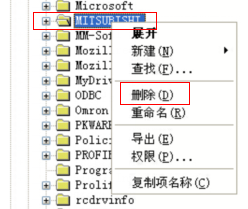 Microsoft
MITSUBISHI
MM-Sof
Mozill
Mozill
MyDriv
ODBC
Omron
PKWARE
Polici
PROFIE
Progra
Prolif
rcdrvinfo
展开
新建(N)
查找(F)...
删除(D)
重命名(R)
导出(E)
权限(P)...
复制项名称(C)